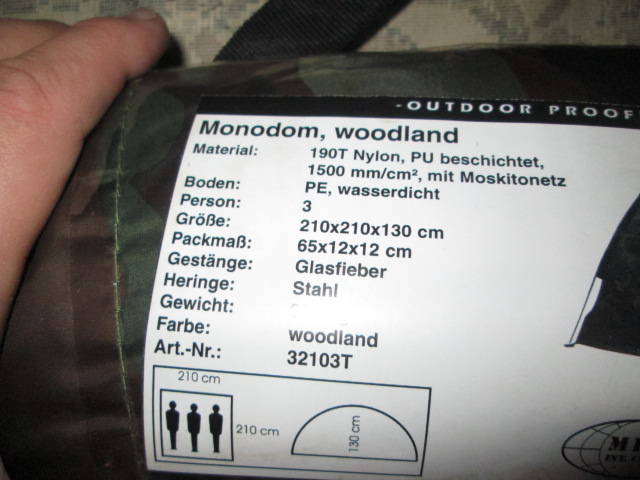 -OUTDOOR PROOF
Monodom, woodland
Material: 190T Nylon, PU beschichtet,
1500 mm/cm², mit Moskitonetz
Boden: PE, wasserdicht
Person: 3
Größe: 210x210x130 cm
Packmaß: 65x12x12 cm
Gestänge: Glasfieber
Heringe: Stahl
Gewicht:
Farbe: woodland
Art.-Nr.: 32103T
210 cm
210 cm
130 cm